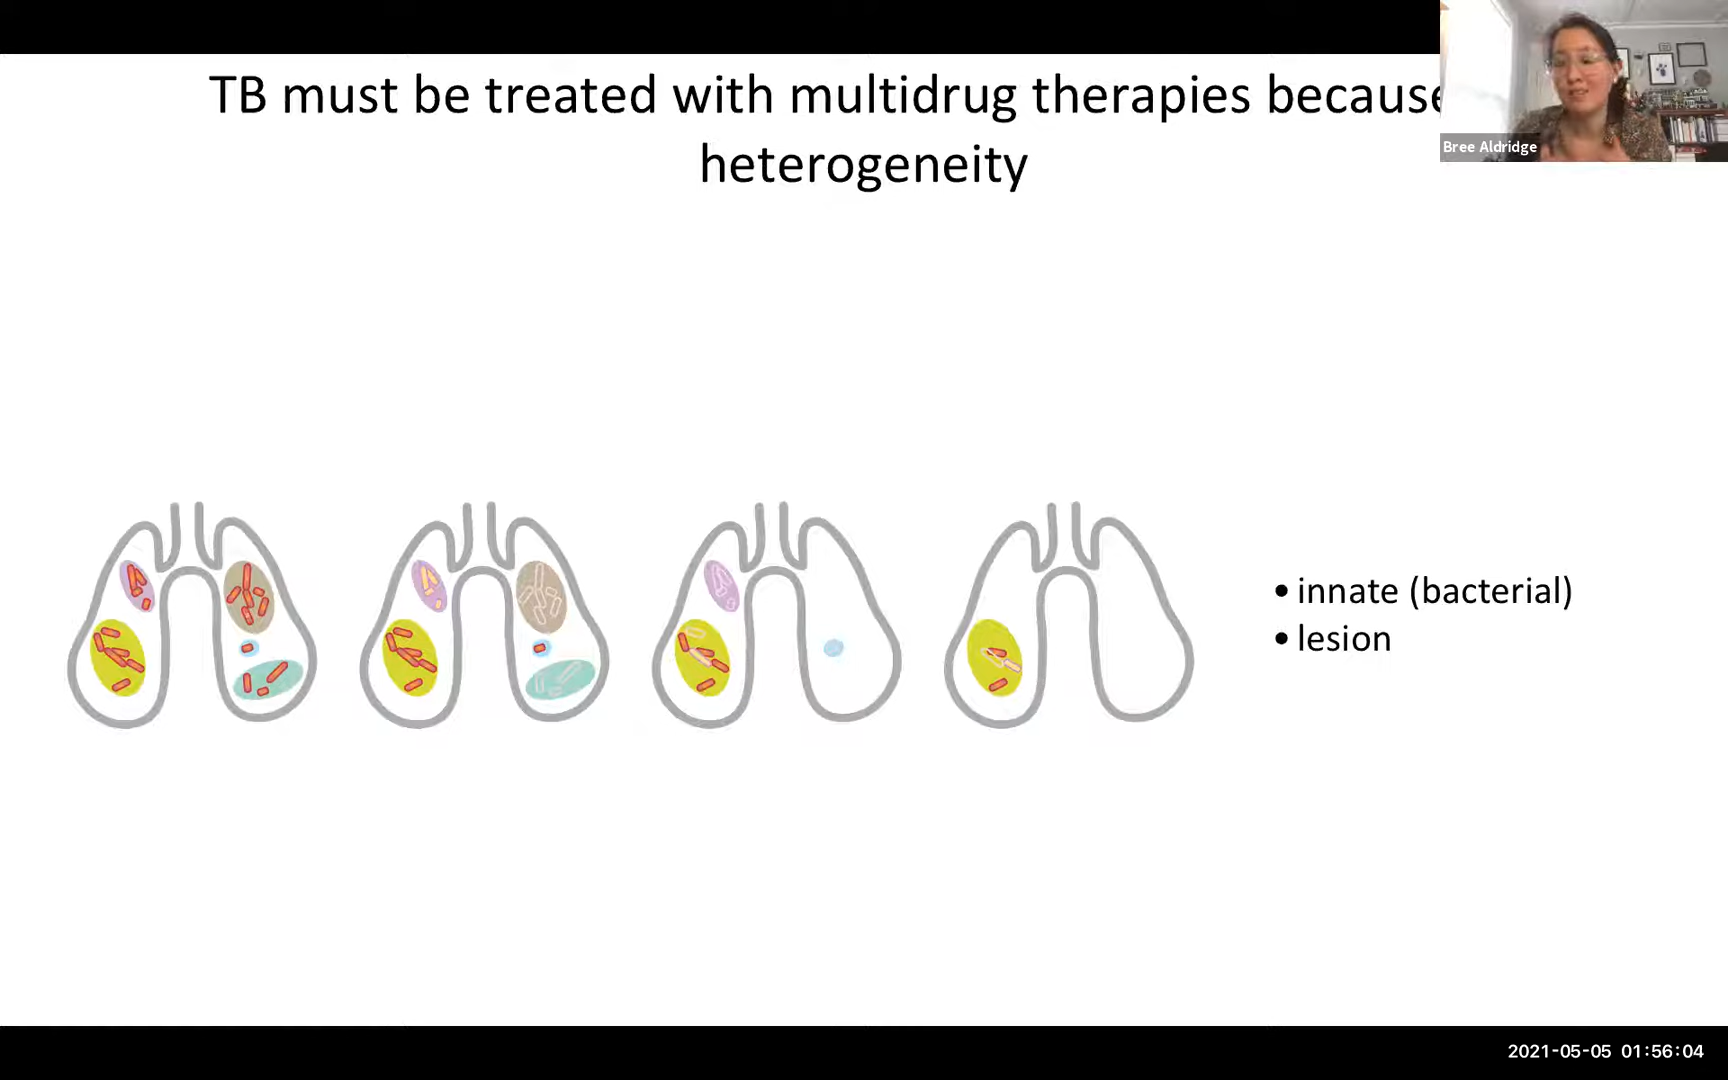 TB must be treated with multidrug therapies because
heterogeneity
Bree Aldridge
• innate (bacterial)
• lesion
2021-05-05 01:56:04